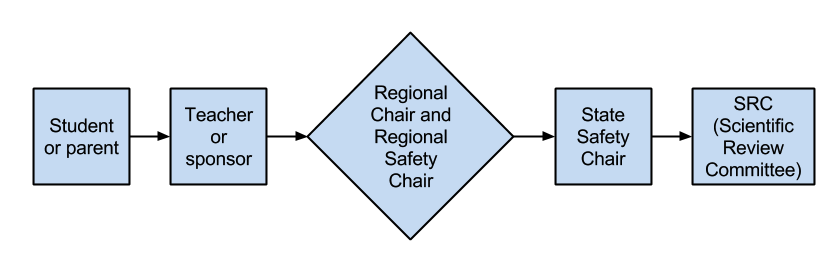 Student
or parent
Teacher
or
sponsor
Regional
Chair and
Regional
Safety
Chair
State
Safety
Chair
SRC
(Scientific
Review
Committee)